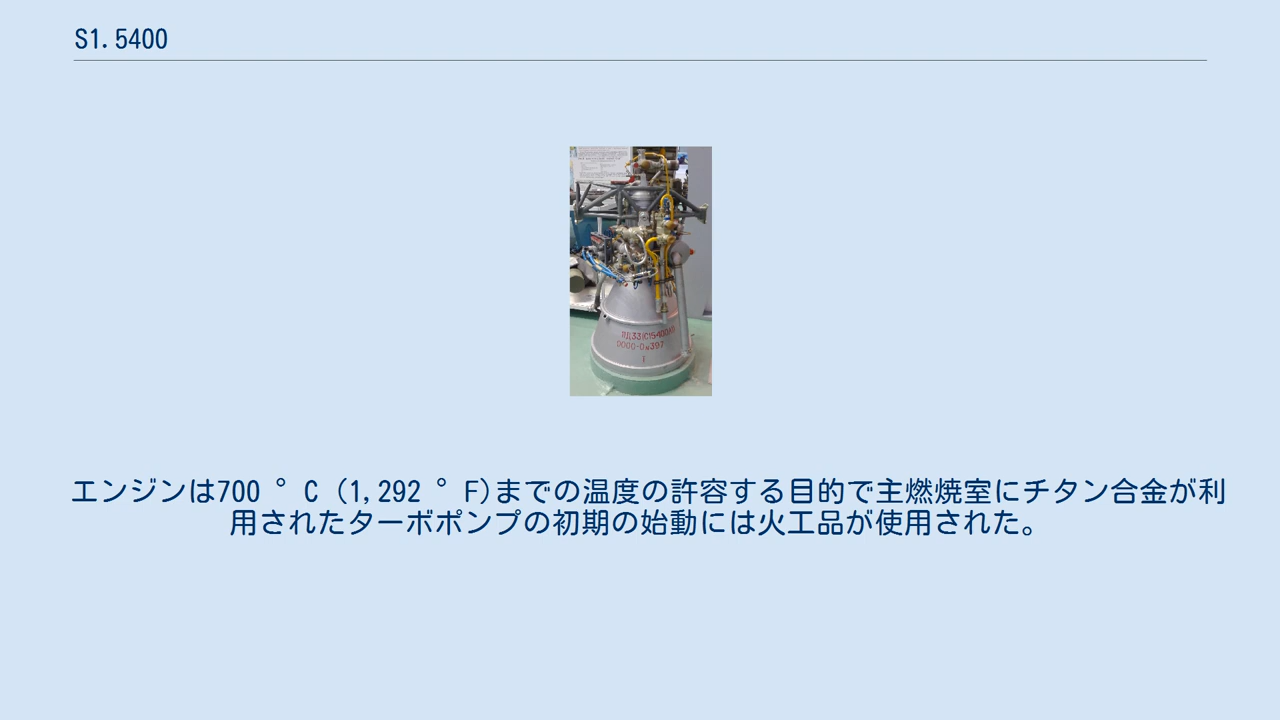 S1.5400
エンジンは700 °C (1,292 °F)までの温度の許容する目的で主燃焼室にチタン合金が利
用されたターボポンプの初期の始動には火工品が使用された。